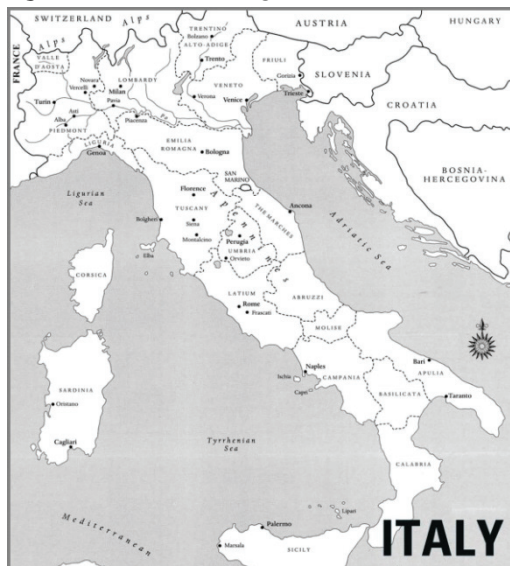 SWITZERLAND
AUSTRIA
HUNGARY
Alps
Alps
FRANCE
TRENTINO
Bolzano
ALTO-ADIGE
Trento
FRIULI
Gorizia
SLOVENIA
Trieste
VALLE
D'AOSTA
Novara
Vercelli
LOMBARDY
Milan
VENETO
Verona
Venice
CROATIA
Turin
Pavia
Asti
Alba
Piacenza
Po
PIEDMONT
LIGURIA
Genoa
EMILIA
ROMAGNA
Bologna
BOSNIA-
HERCEGOVINA
SAN
MARINO
Ligurian
Sea
Florence
Apennines
THE MARCHES
Ancona
Adriatic Sea
TUSCANY
Bolgheri
Siena
Montalcino
Perugia
UMBRIA
Orvieto
Elba
CORSICA
LATIUM
Rome
Frascati
ABRUZZI
MOLISE
Bari
APULIA
Naples
Ischia
CAMPANIA
Capri
BASILICATA
Taranto
SARDINIA
Oristano
Cagliari
Tyrrhenian
Sea
CALABRIA
Mediterranean
Lipari
Palermo
Marsala
SICILY
ITALY